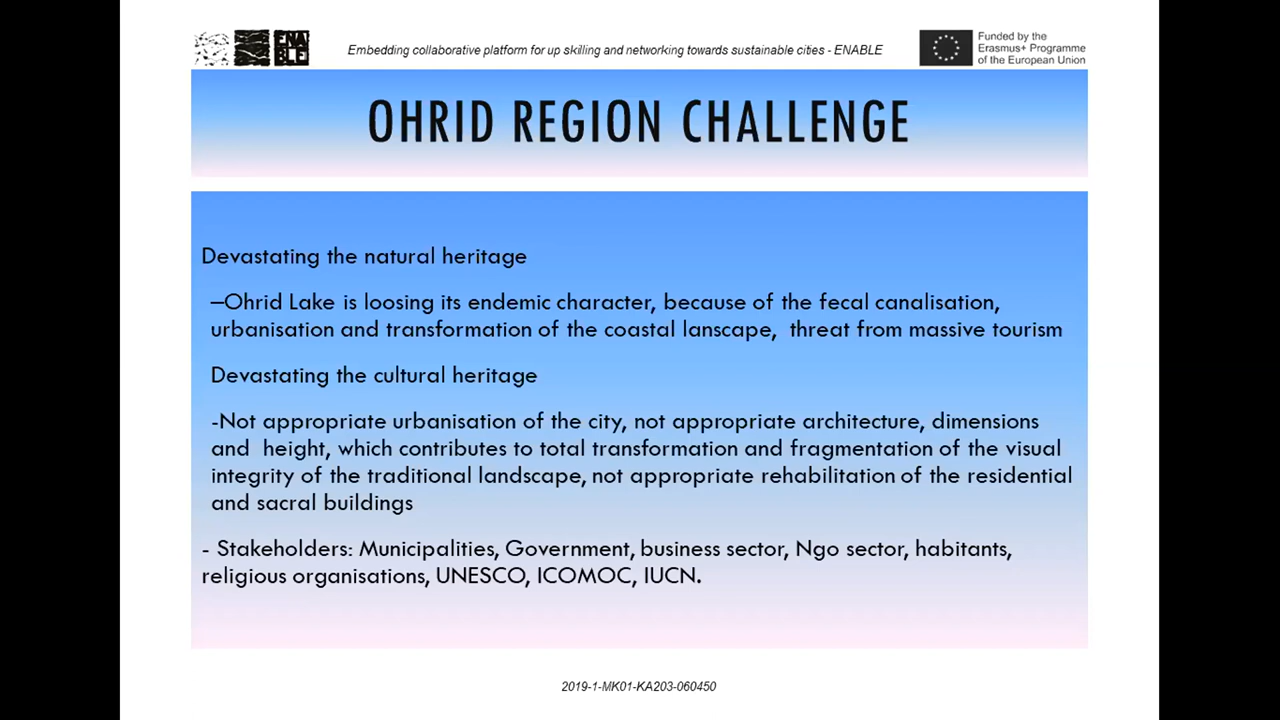 ENA
BLE
Embedding collaborative platform for up skilling and networking towards sustainable cities - ENABLE
Funded by the
Erasmus+ Programme
of the European Union
OHRID REGION CHALLENGE
Devastating the natural heritage
–Ohrid Lake is loosing its endemic character, because of the fecal canalisation,
urbanisation and transformation of the coastal lanscape, threat from massive tourism
Devastating the cultural heritage
-Not appropriate urbanisation of the city, not appropriate architecture, dimensions
and height, which contributes to total transformation and fragmentation of the visual
integrity of the traditional landscape, not appropriate rehabilitation of the residential
and sacral buildings
- Stakeholders: Municipalities, Government, business sector, Ngo sector, habitants,
religious organisations, UNESCO, ICOMOC, IUCN.
2019-1-MK01-KA203-060450